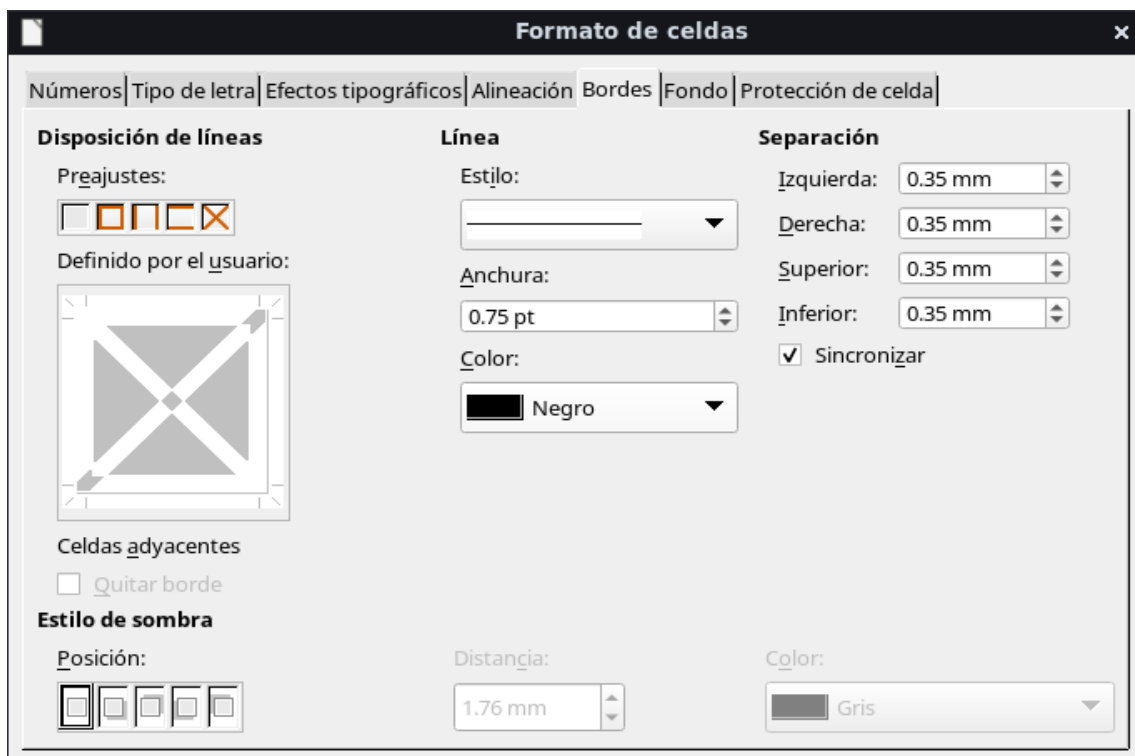 Formato de celdas
Números Tipo de letra Efectos tipográficos Alineación Bordes Fondo Protección de celda
Disposición de líneas
Preajustes:
Definido por el usuario:
Celdas adyacentes
Quitar borde
Línea
Estilo:
Anchura:
0.75 pt
Color:
Negro
Separación
Izquierda: 0.35 mm
Derecha: 0.35 mm
Superior: 0.35 mm
Inferior: 0.35 mm
Sincronizar
Estilo de sombra
Posición:
Distancia:
1.76 mm
Color:
Gris